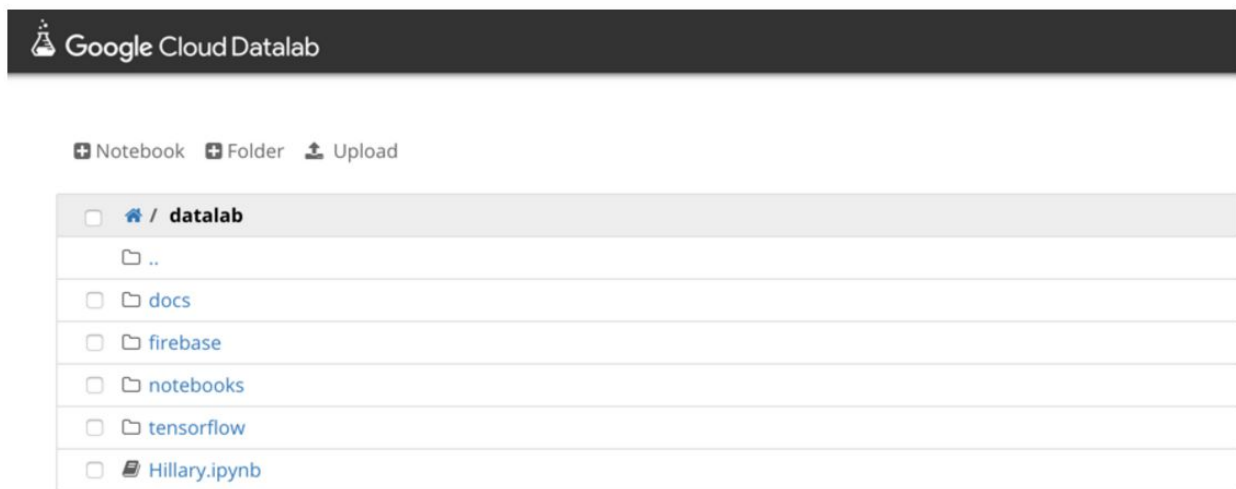 Google Cloud Datalab
Notebook Folder Upload
/ datalab
..
docs
firebase
notebooks
tensorflow
Hillary.ipynb